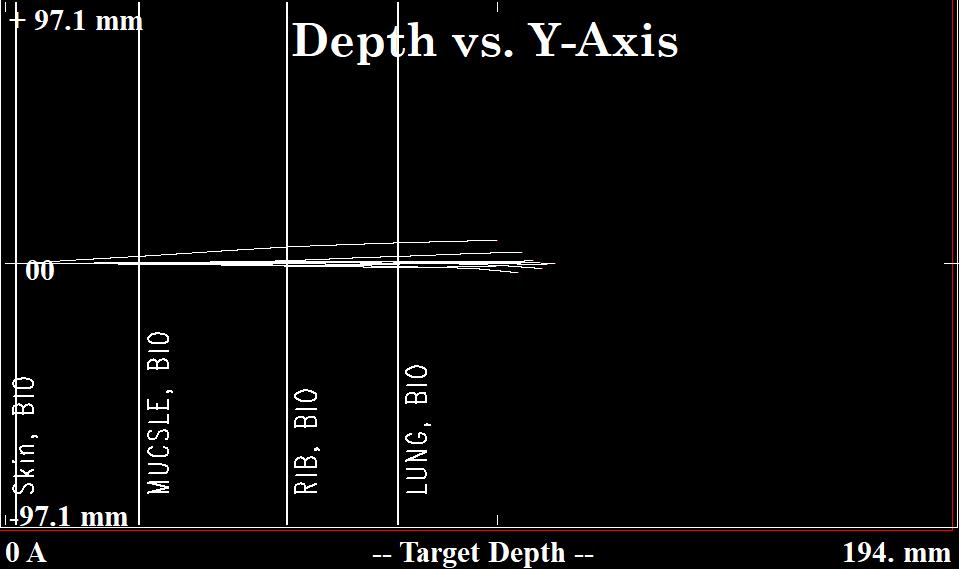 + 97.1 mm
Depth vs. Y-Axis
00
Skin, BIO
MUCSLE, BIO
RIB, BIO
LUNG, BIO
-97.1 mm
0 A
-- Target Depth --
194. mm